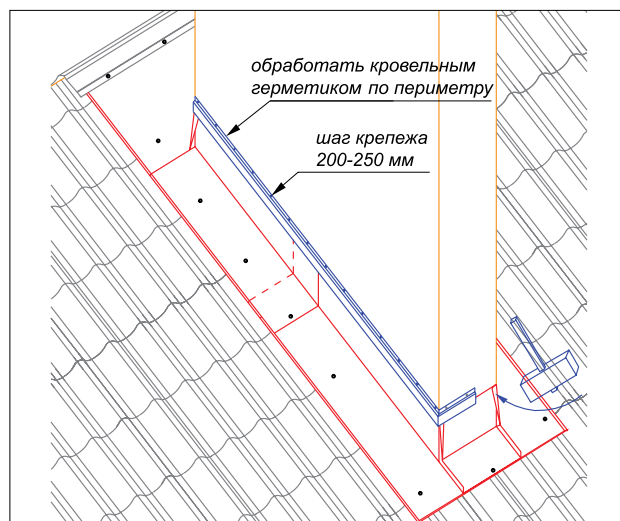 обработать кровельным
герметиком по периметру
шаг крепежа
200-250 мм